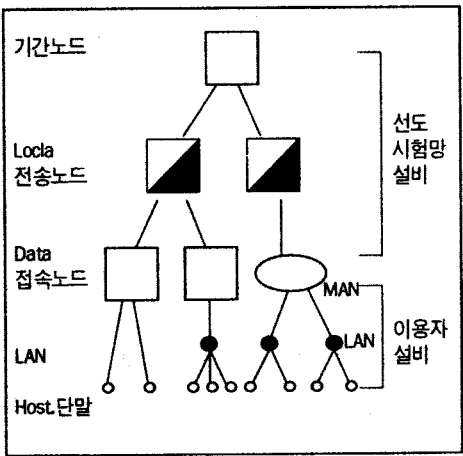 기간노드
Locla
전송노드
Data
접속노드
LAN
Host.단말
MAN
LAN
선도
시험망
설비
이용자
설비